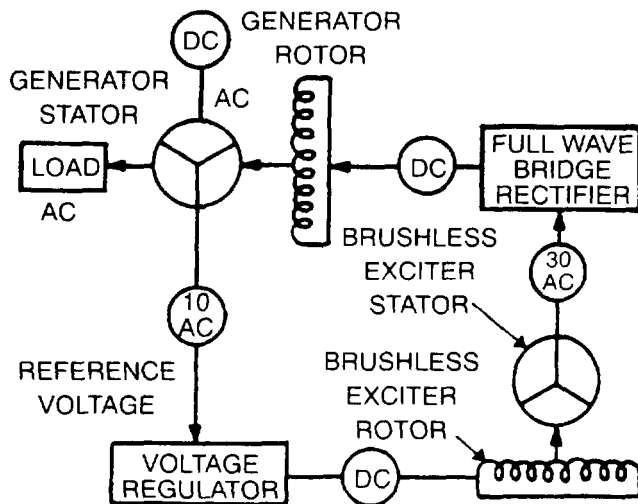 DC
GENERATOR
ROTOR
GENERATOR
STATOR
AC
LOAD
AC
DC
FULL WAVE
BRIDGE
RECTIFIER
BRUSHLESS
EXCITER
STATOR
30
AC
10
AC
REFERENCE
VOLTAGE
BRUSHLESS
EXCITER
ROTOR
VOLTAGE
REGULATOR
DC